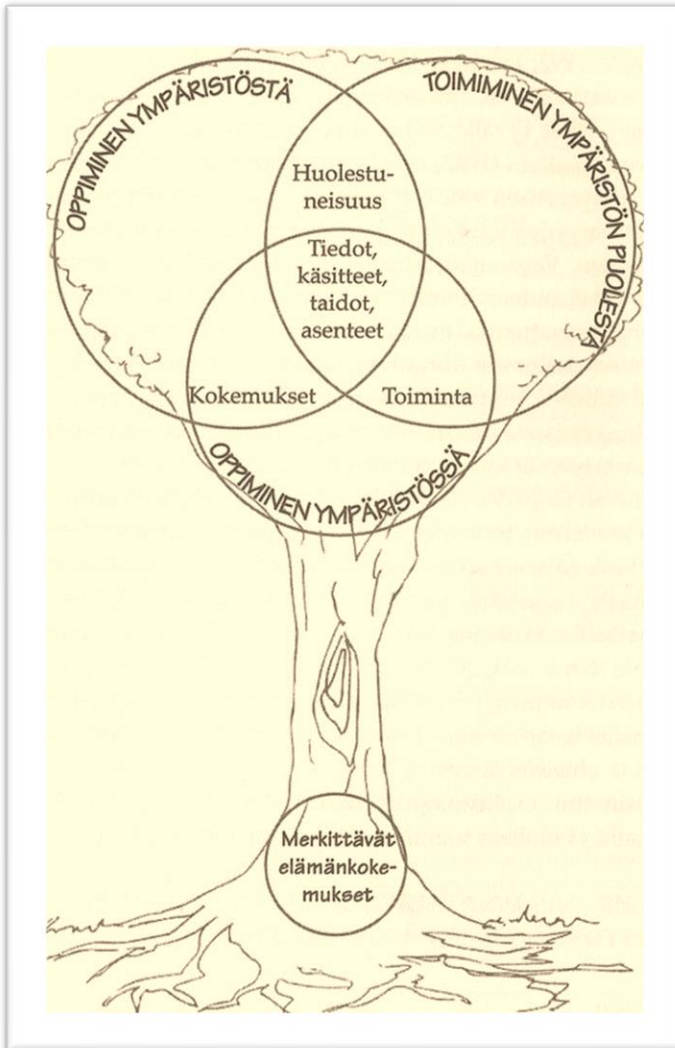 OPPIMINEN YMPÄRISTÖSTÄ
TOIMIMINEN YMPÄRISTÖN PUOLESTA
Huolestu-
neisuus
Tiedot,
käsitteet,
taidot,
asenteet
Kokemukset
Toiminta
OPPIMINEN YMPÄRISTÖSSÄ
Merkittävät
elämänkoke-
mukset